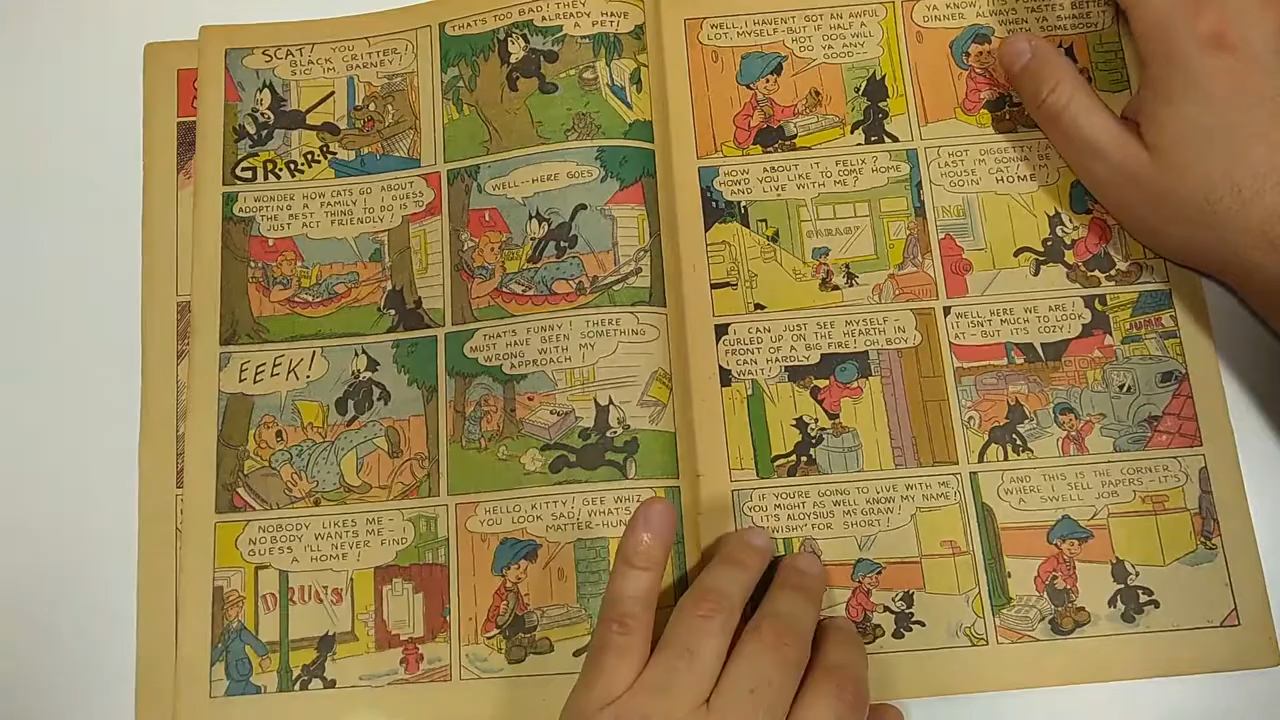 SCAT! YOU
BLACK CRITTER!
SIC 'IM, BARNEY!
GR-R-R-R
THAT'S TOO BAD! THEY
ALREADY HAVE
A PET!
I WONDER HOW CATS GO ABOUT
ADOPTING A FAMILY! I GUESS
THE BEST THING TO DO IS TO
JUST ACT FRIENDLY!
WELL--HERE GOES
EEEK!
THAT'S FUNNY! THERE
MUST HAVE BEEN SOMETHING
WRONG WITH MY
APPROACH!
NOBODY LIKES ME-
NOBODY WANTS ME-I
GUESS I'LL NEVER FIND
A HOME!
DRUGS
HELLO, KITTY! GEE WHIZ,
YOU LOOK SAD! WHAT'S
MATTER-HUN
WELL, I HAVEN'T GOT AN AWFUL
LOT, MYSELF-BUT IF HALF A
HOT DOG WILL
DO YA ANY
GOOD--
YA KNOW, IT'S
DINNER ALWAYS TASTES BETTER
WHEN YA SHARE IT
WITH SOMEBODY
HOW ABOUT IT, FELIX?
HOW'D YOU LIKE TO COME HOME
AND LIVE WITH ME?
GARAGE
HOT DIGGETY! A
LAST I'M GONNA BE
HOUSE CAT! I'M
GOIN' HOME
ING
I CAN JUST SEE MYSELF-
CURLED UP ON THE HEARTH IN
FRONT OF A BIG FIRE! OH, BOY!
I CAN HARDLY
WAIT!
WELL, HERE WE ARE!
IT ISN'T MUCH TO LOOK
AT-BUT IT'S COZY!
JUNK
IF YOU'RE GOING TO LIVE WITH ME,
YOU MIGHT AS WELL KNOW MY NAME!
IT'S ALOYSIUS McGRAW!
"WISHY" FOR SHORT!
AND THIS IS THE CORNER
WHERE I SELL PAPERS-IT'S
A SWELL JOB